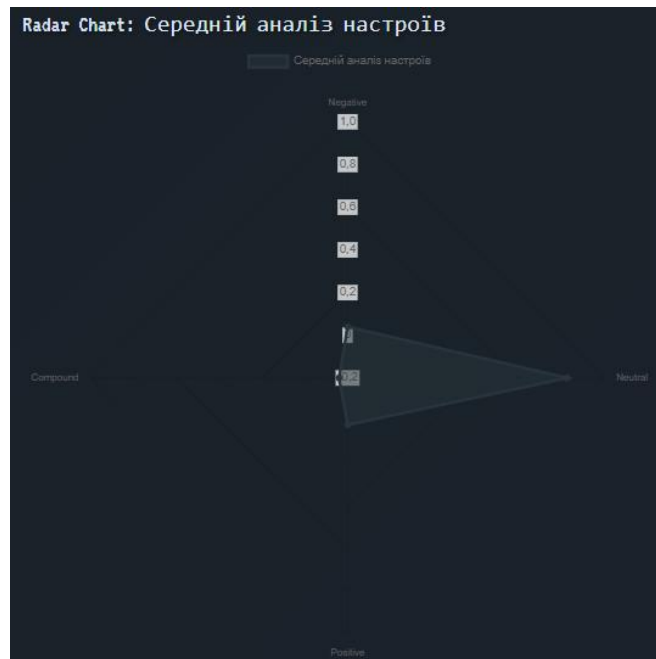 Radar Chart: Середній аналіз настроїв
Середній аналіз настроїв
Negative
1,0
0,8
0,6
0,4
0,2
Compound
0,2
Neutral
Positive